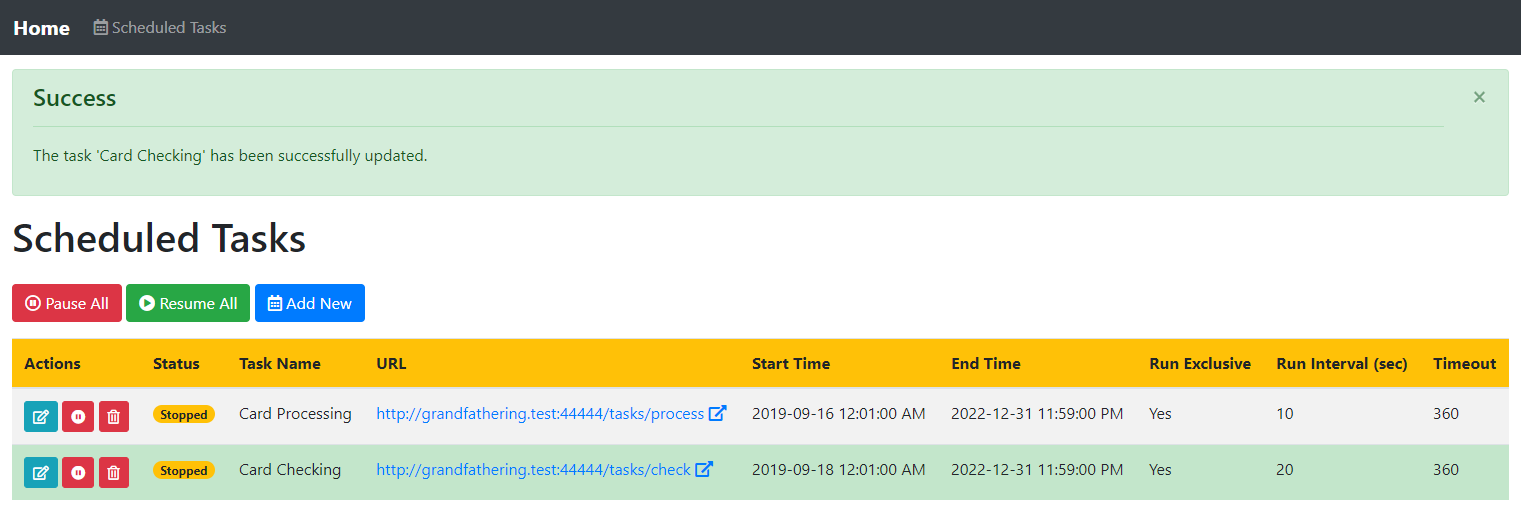 Home Scheduled Tasks
Success ×
The task 'Card Checking' has been successfully updated.
Scheduled Tasks
Pause All Resume All Add New
Actions Status Task Name URL Start Time End Time Run Exclusive Run Interval (sec) Timeout
Stopped Card Processing http://grandfathering.test:44444/tasks/process 2019-09-16 12:01:00 AM 2022-12-31 11:59:00 PM Yes 10 360
Stopped Card Checking http://grandfathering.test:44444/tasks/check 2019-09-18 12:01:00 AM 2022-12-31 11:59:00 PM Yes 20 360